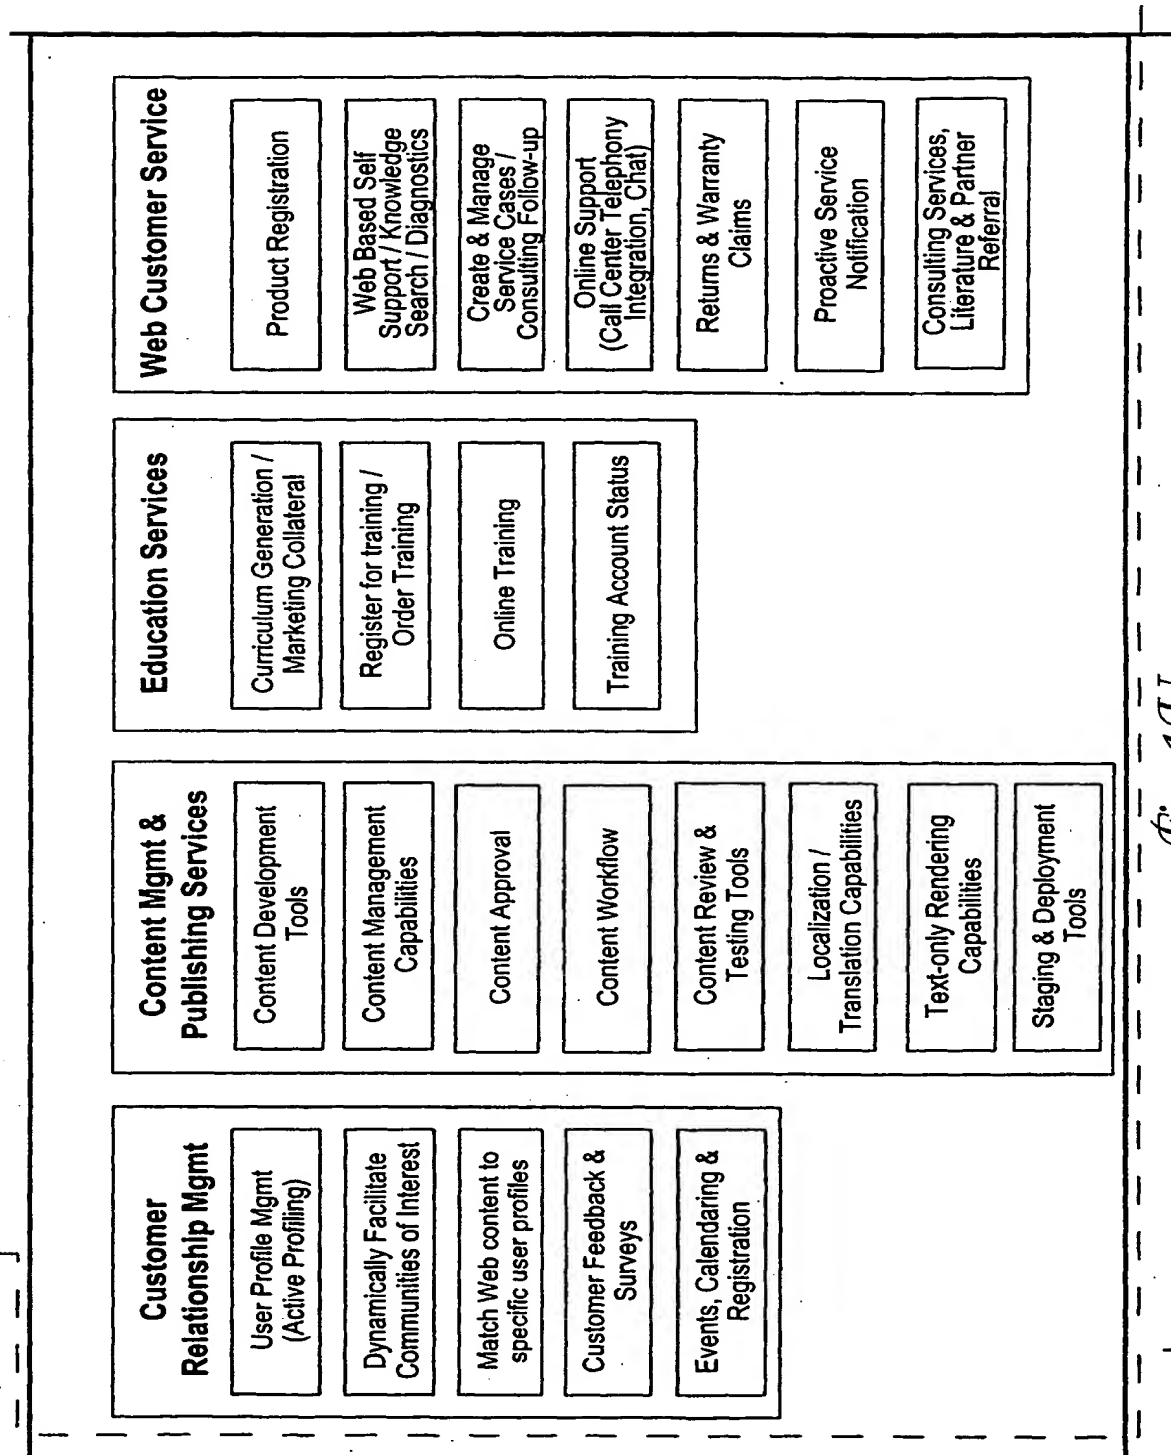 Customer
Relationship Mgmt
User Profile Mgmt
(Active Profiling)
Dynamically Facilitate
Communities of Interest
Match Web content to
specific user profiles
Customer Feedback &
Surveys
Events, Calendaring &
Registration
Content Mgmt &
Publishing Services
Content Development
Tools
Content Management
Capabilities
Content Approval
Content Workflow
Content Review &
Testing Tools
Localization /
Translation Capabilities
Text-only Rendering
Capabilities
Staging & Deployment
Tools
Education Services
Curriculum Generation /
Marketing Collateral
Register for training /
Order Training
Online Training
Training Account Status
Web Customer Service
Product Registration
Web Based Self
Support / Knowledge
Search / Diagnostics
Create & Manage
Service Cases /
Consulting Follow-up
Online Support
(Call Center Telephony
Integration, Chat)
Returns & Warranty
Claims
Proactive Service
Notification
Consulting Services,
Literature & Partner
Referral